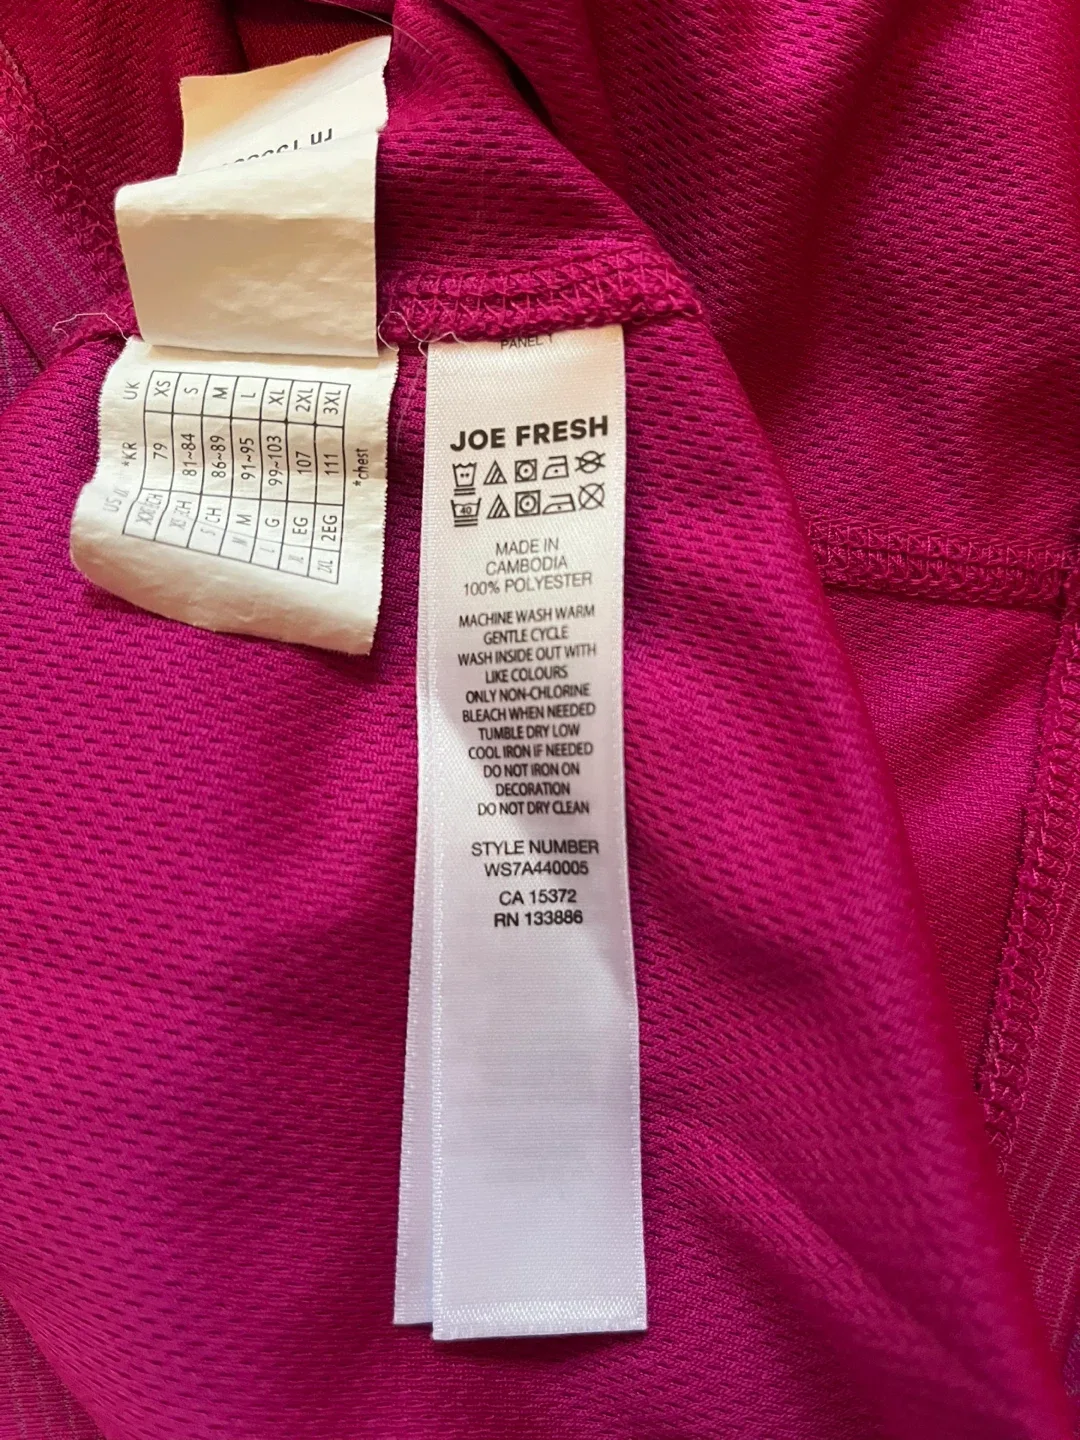 rn
UK XS S M L XL 2XL 3XL
*KR 79 81~84 86~89 91~95 99~103 107 111
CH M G EG 2EG
US
*chest
PANEL 1
JOE FRESH
40
MADE IN
CAMBODIA
100% POLYESTER
MACHINE WASH WARM
GENTLE CYCLE
WASH INSIDE OUT WITH
LIKE COLOURS
ONLY NON-CHLORINE
BLEACH WHEN NEEDED
TUMBLE DRY LOW
COOL IRON IF NEEDED
DO NOT IRON ON
DECORATION
DO NOT DRY CLEAN
STYLE NUMBER
WS7A440005
CA 15372
RN 133886